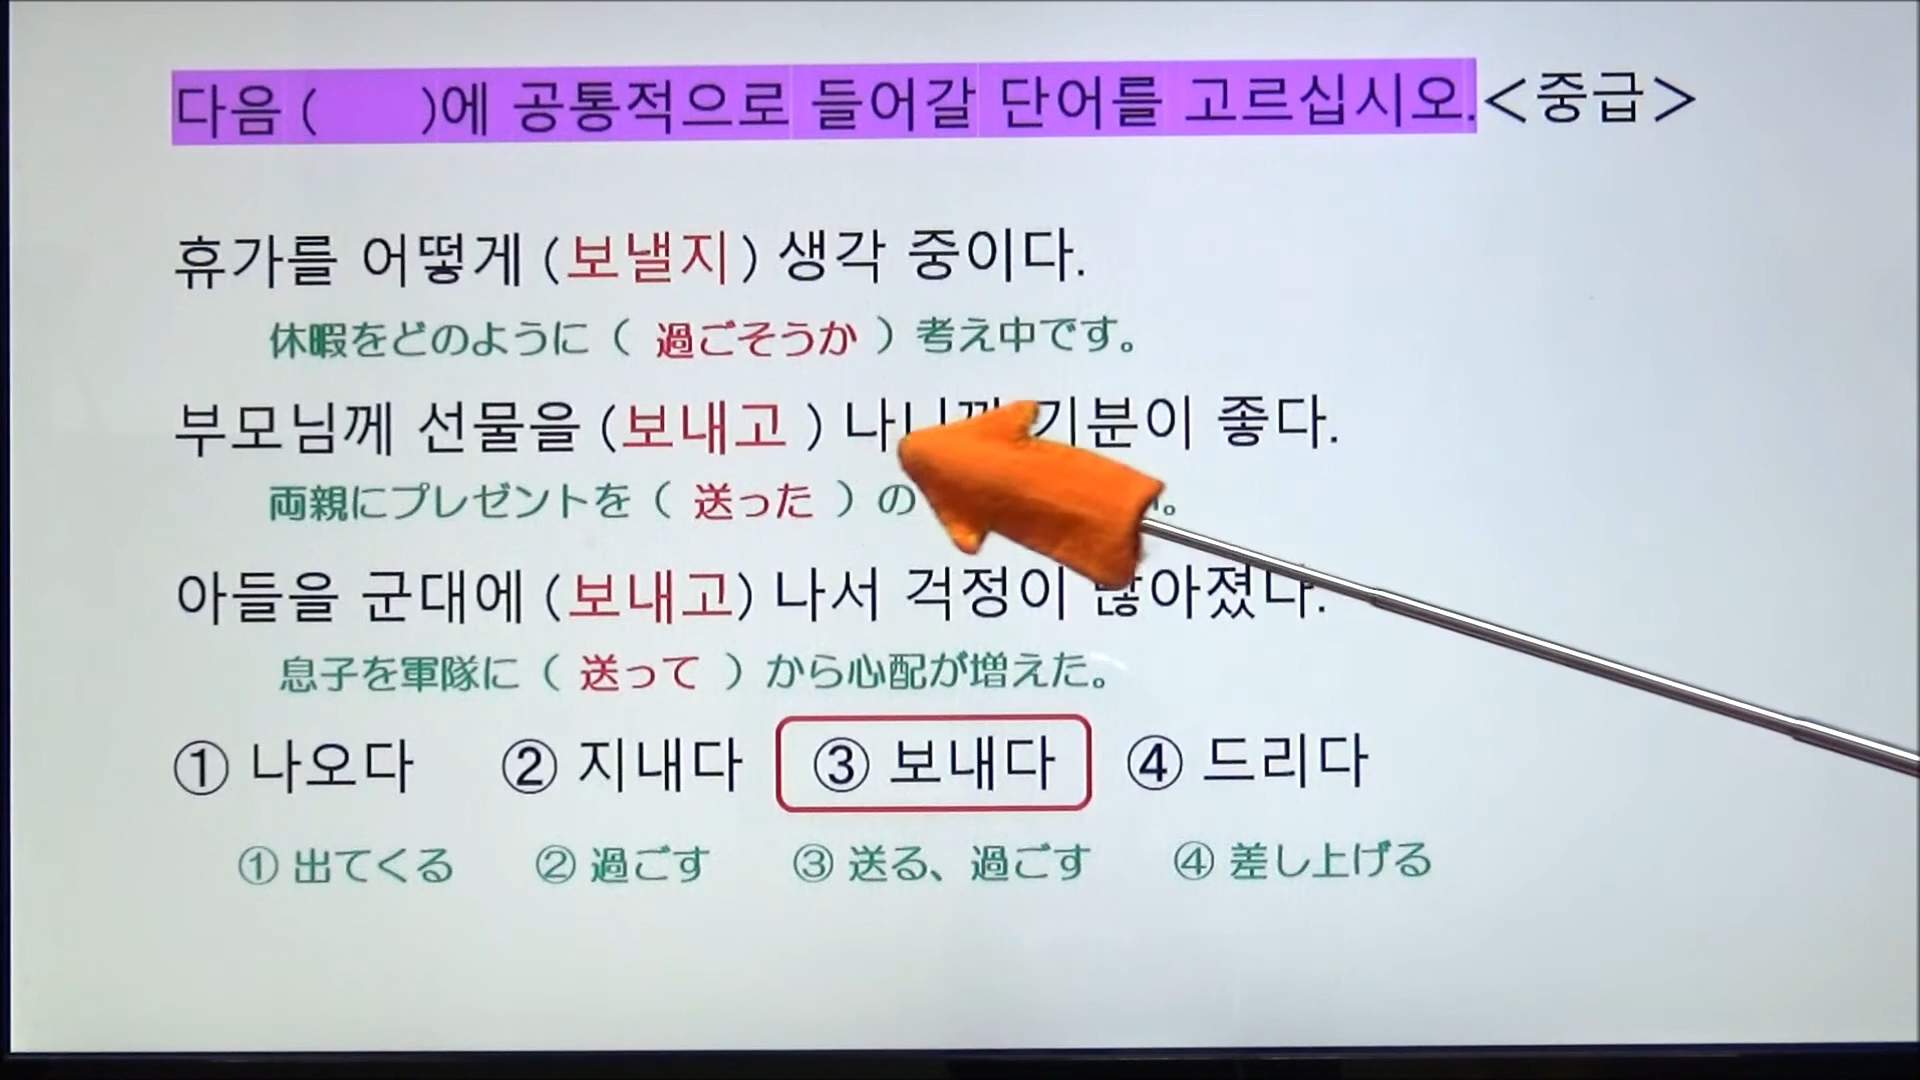 다음 (      )에 공통적으로 들어갈 단어를 고르십시오.<중급>
휴가를 어떻게 (보낼지) 생각 중이다.
休暇をどのように（ 過ごそうか ）考え中です。
부모님께 선물을 (보내고 ) 기분이 좋다.
両親にプレゼントを（ 送った ）の
아들을 군대에 (보내고) 나서 걱정이 많아졌다.
息子を軍隊に（ 送って ）から心配が増えた。
① 나오다 ② 지내다 ③ 보내다 ④ 드리다
① 出てくる ② 過ごす ③ 送る、過ごす ④ 差し上げる